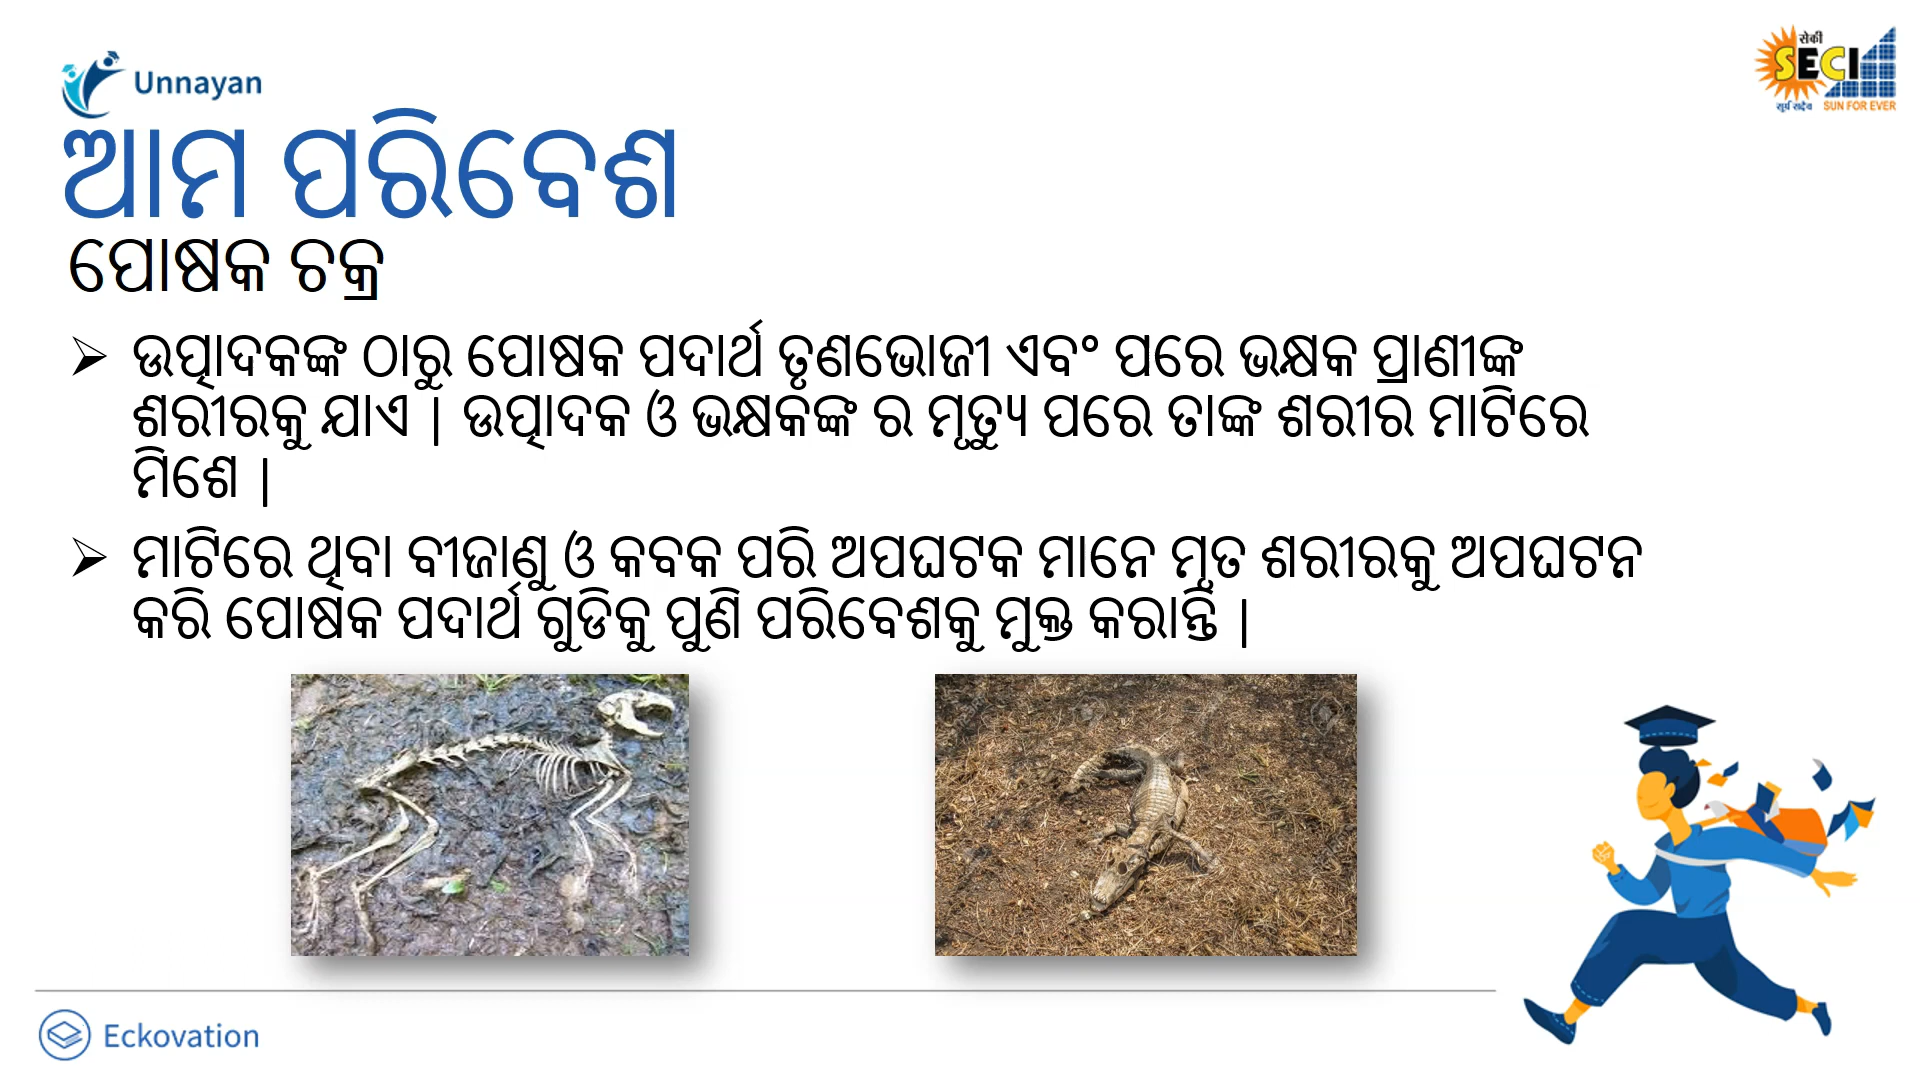 Unnayan
सेकी
SECI
सूर्य सदैव SUN FOR EVER
ଆମ ପରିବେଶ
ପୋଷକ ଚକ୍ର
➢ ଉତ୍ପାଦକଙ୍କ ଠାରୁ ପୋଷକ ପଦାର୍ଥ ତୃଣଭୋଜୀ ଏବଂ ପରେ ଭକ୍ଷକ ପ୍ରାଣୀଙ୍କ
ଶରୀରକୁ ଯାଏ | ଉତ୍ପାଦକ ଓ ଭକ୍ଷକଙ୍କ ର ମୃତ୍ୟୁ ପରେ ତାଙ୍କ ଶରୀର ମାଟିରେ
ମିଶେ |
➢ ମାଟିରେ ଥିବା ବୀଜାଣୁ ଓ କବକ ପରି ଅପଘଟକ ମାନେ ମୃତ ଶରୀରକୁ ଅପଘଟନ
କରି ପୋଷକ ପଦାର୍ଥ ଗୁଡିକୁ ପୁଣି ପରିବେଶକୁ ମୁକ୍ତ କରାନ୍ତି |
Eckovation